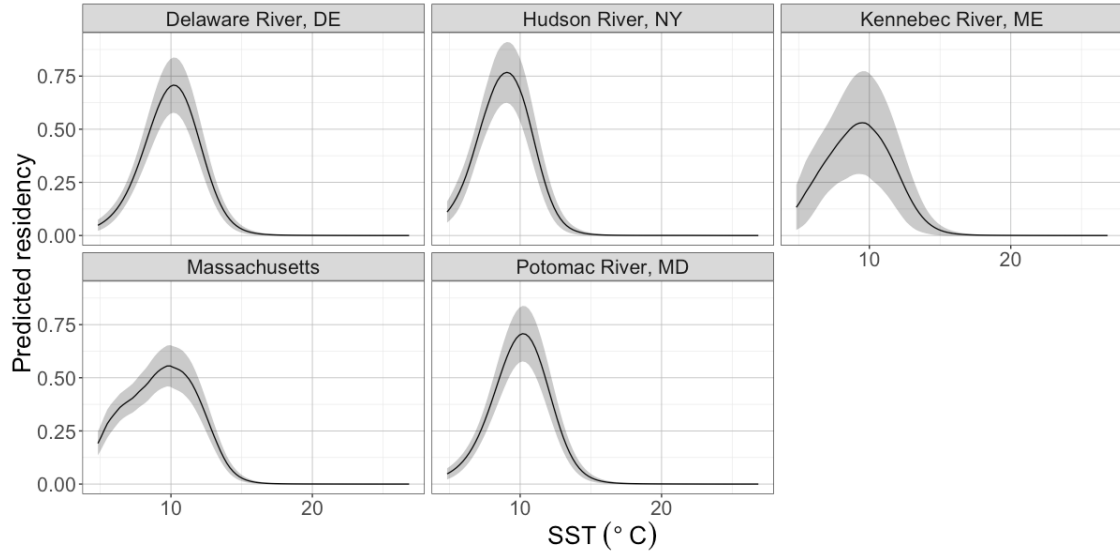 Delaware River, DE
Hudson River, NY
Kennebec River, ME
0.75
0.50
0.25
0.00
10
20
Massachusetts
Potomac River, MD
0.75
0.50
0.25
0.00
10
20
10
20
Predicted residency
SST (° C)